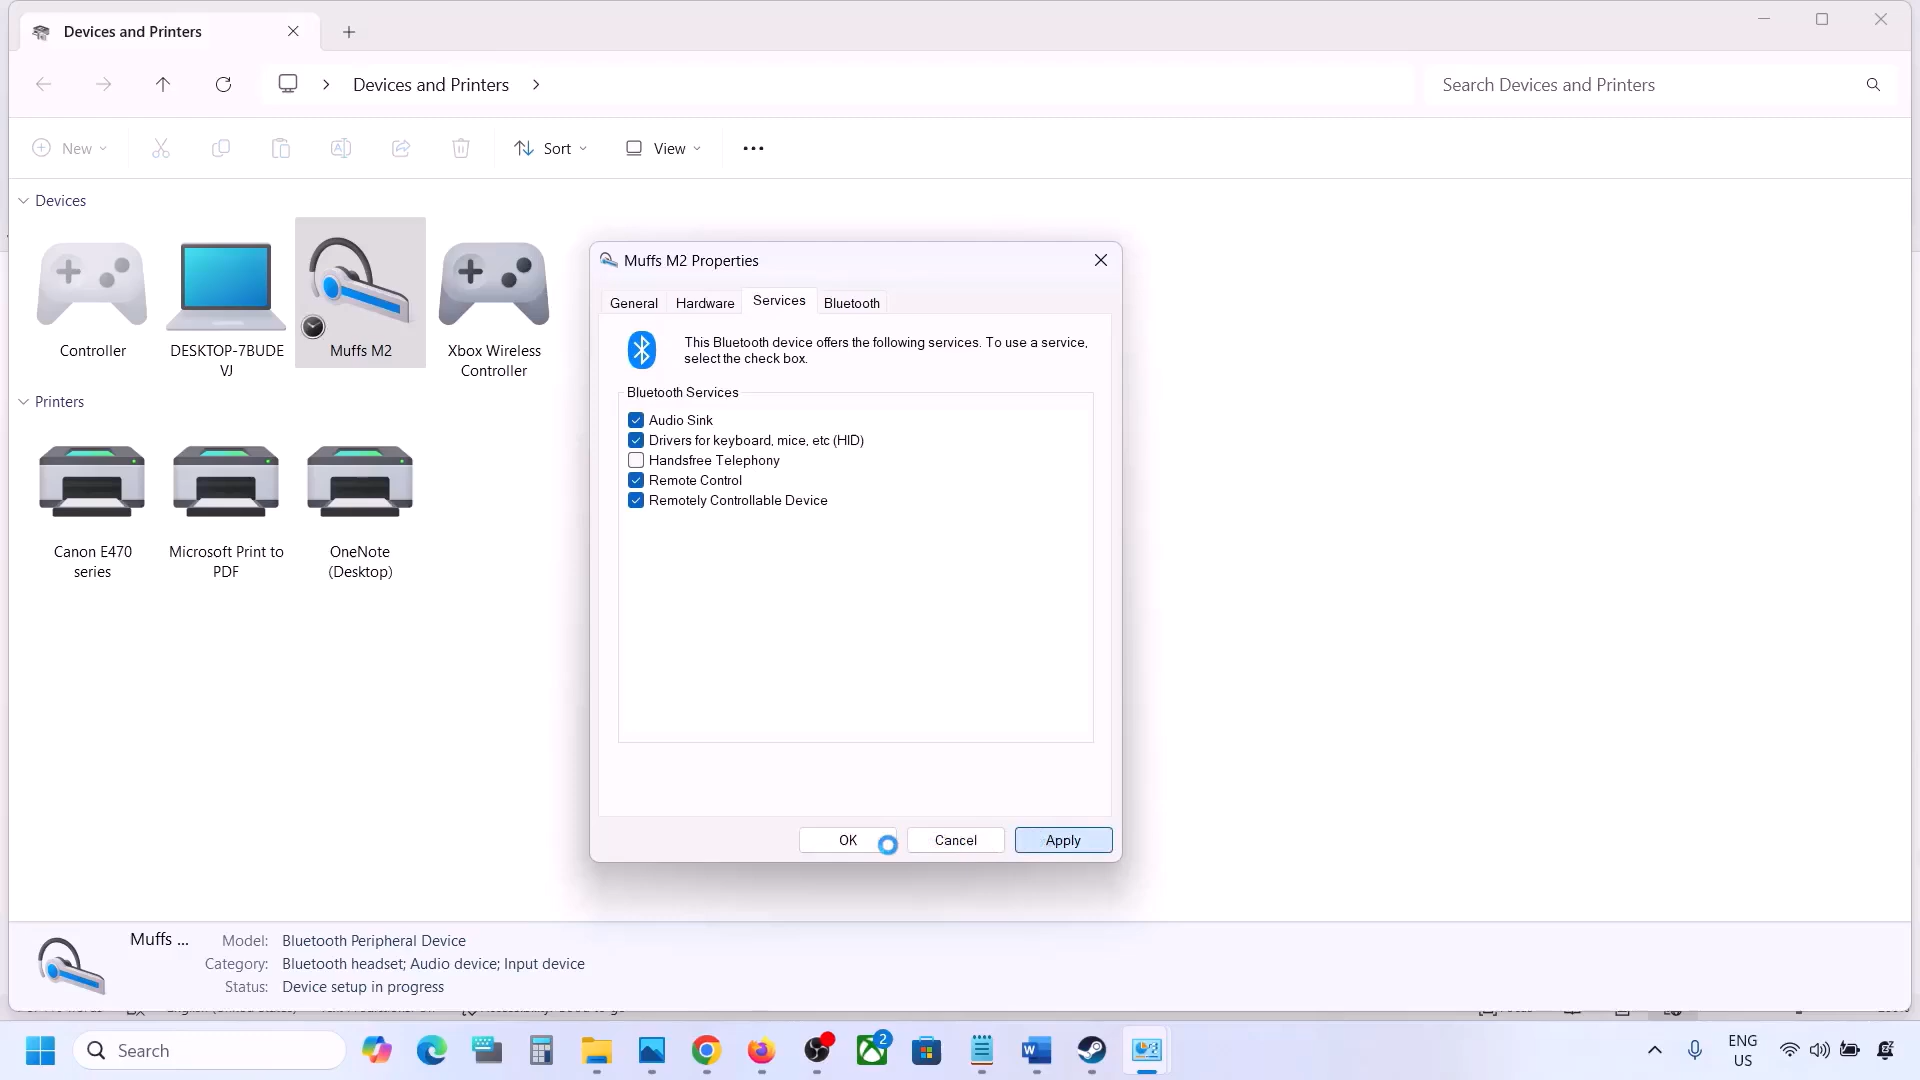 Devices and Printers
Devices and Printers
Search Devices and Printers
New
Sort
View
Devices
Controller
DESKTOP-7BUDE
VJ
Muffs M2
Xbox Wireless
Controller
Printers
Canon E470
series
Microsoft Print to
PDF
OneNote
(Desktop)
Muffs M2 Properties
General
Hardware
Services
Bluetooth
This Bluetooth device offers the following services. To use a service,
select the check box.
Bluetooth Services
Audio Sink
Drivers for keyboard, mice, etc (HID)
Handsfree Telephony
Remote Control
Remotely Controllable Device
OK
Cancel
Apply
Muffs ...
Model: Bluetooth Peripheral Device
Category: Bluetooth headset; Audio device; Input device
Status: Device setup in progress
Search
2
ENG
US